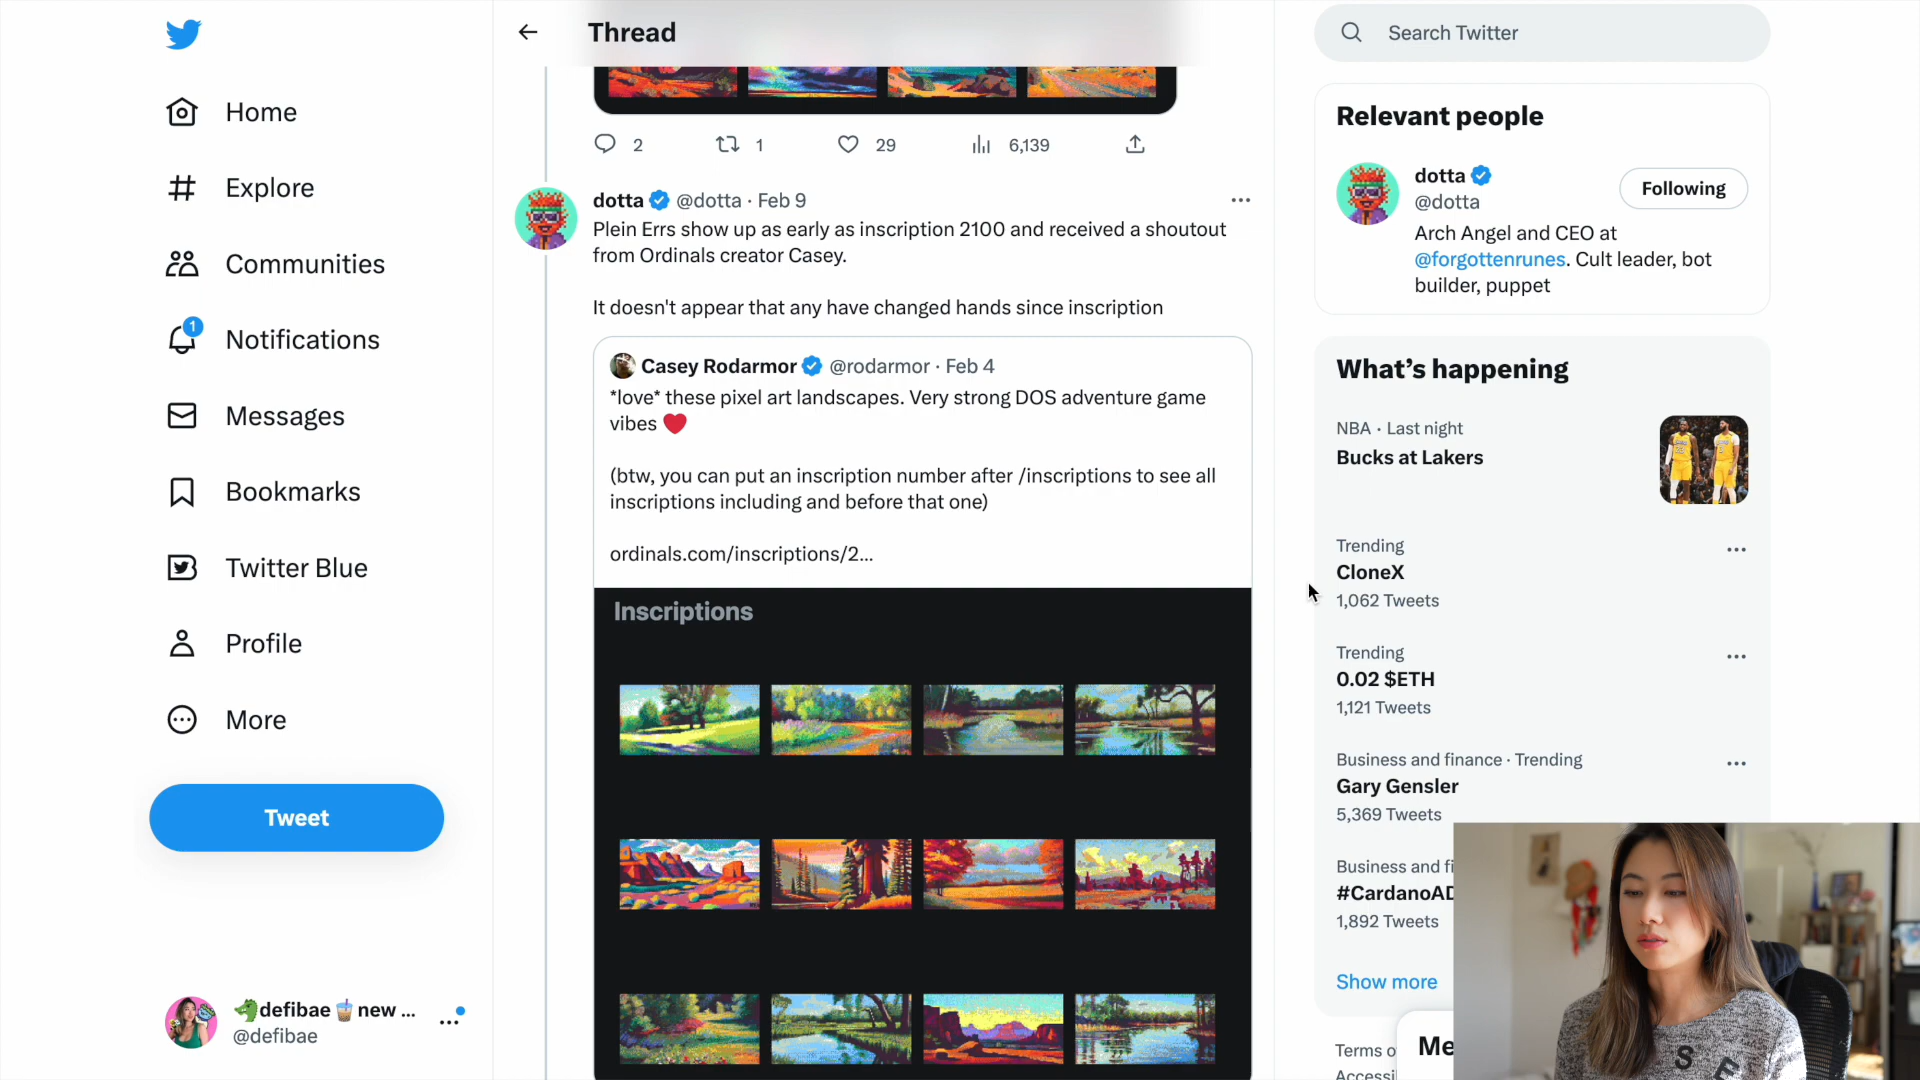 Home
Explore
Communities
1
Notifications
Messages
Bookmarks
Twitter Blue
Profile
More
Tweet
defibae new ...
@defibae
Thread
2
1
29
6,139
dotta @dotta · Feb 9
Plein Errs show up as early as inscription 2100 and received a shoutout
from Ordinals creator Casey.
It doesn't appear that any have changed hands since inscription
Casey Rodarmor @rodarmor · Feb 4
*love* these pixel art landscapes. Very strong DOS adventure game
vibes
(btw, you can put an inscription number after /inscriptions to see all
inscriptions including and before that one)
ordinals.com/inscriptions/2...
Inscriptions
Search Twitter
Relevant people
dotta
@dotta
Following
Arch Angel and CEO at
@forgottenrunes. Cult leader, bot
builder, puppet
What's happening
NBA · Last night
Bucks at Lakers
Trending
CloneX
1,062 Tweets
Trending
0.02 $ETH
1,121 Tweets
Business and finance · Trending
Gary Gensler
5,369 Tweets
Business and fi
#CardanoAD
1,892 Tweets
Show more
Terms o
Me
Accessi
S E